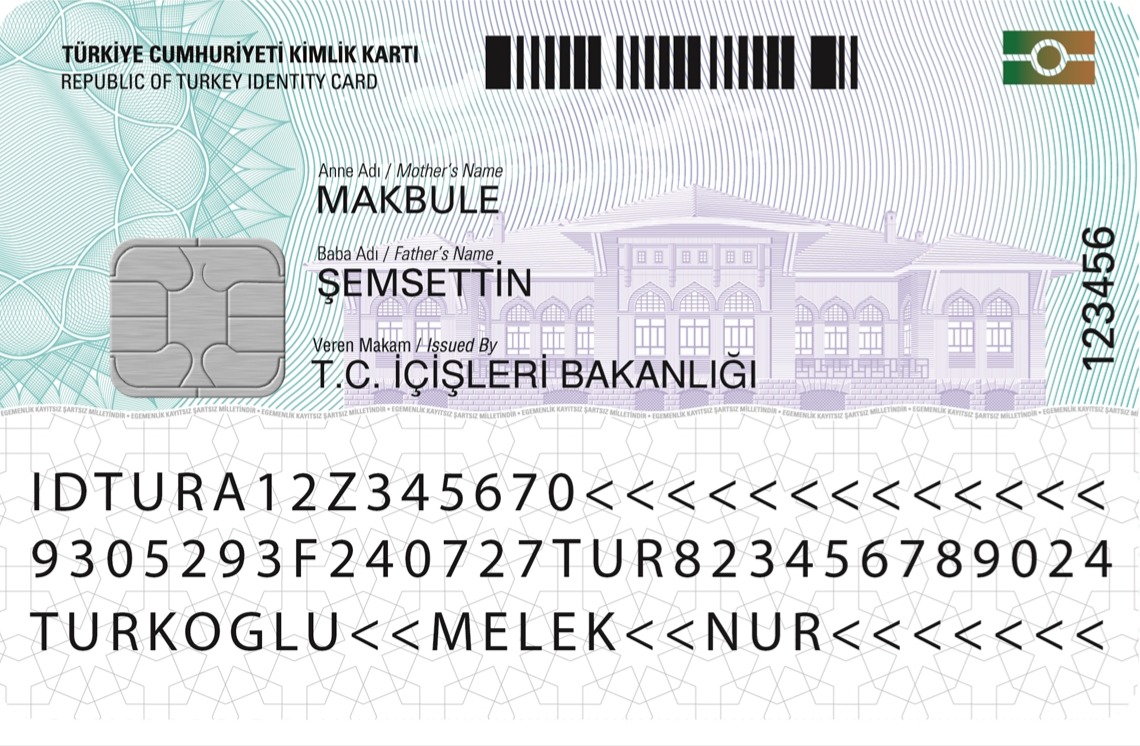 TÜRKİYE CUMHURİYETİ KİMLİK KARTI
REPUBLIC OF TURKEY IDENTITY CARD
Anne Adı / Mother's Name
MAKBULE
Baba Adı / Father's Name
ŞEMSETTİN
Veren Makam / Issued By
T.C. İÇİŞLERİ BAKANLIĞI
123456
EGEMENLİK KAYITSIZ ŞARTSIZ MİLLETİNDİR • EGEMENLİK KAYITSIZ ŞARTSIZ MİLLETİNDİR • EGEMENLİK KAYITSIZ ŞARTSIZ MİLLETİNDİR • EGEMENLİK KAYITSIZ ŞARTSIZ MİLLETİNDİR
IDTURA12Z345670<<<<<<<<<<<<<
9305293F240727TUR823456789024
TURKOGLU<<MELEK<<NUR<<<<<<<